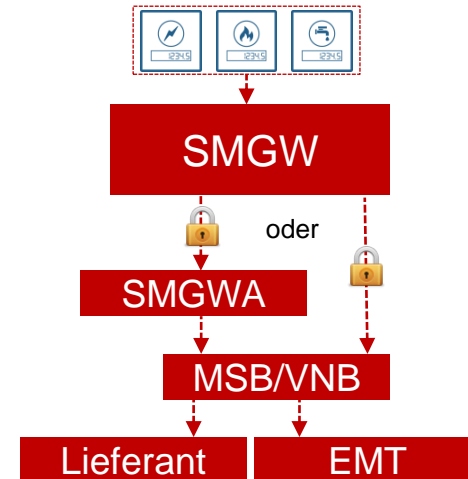 12345 12345 12345
SMGW
oder
SMGWA
MSB/VNB
Lieferant EMT